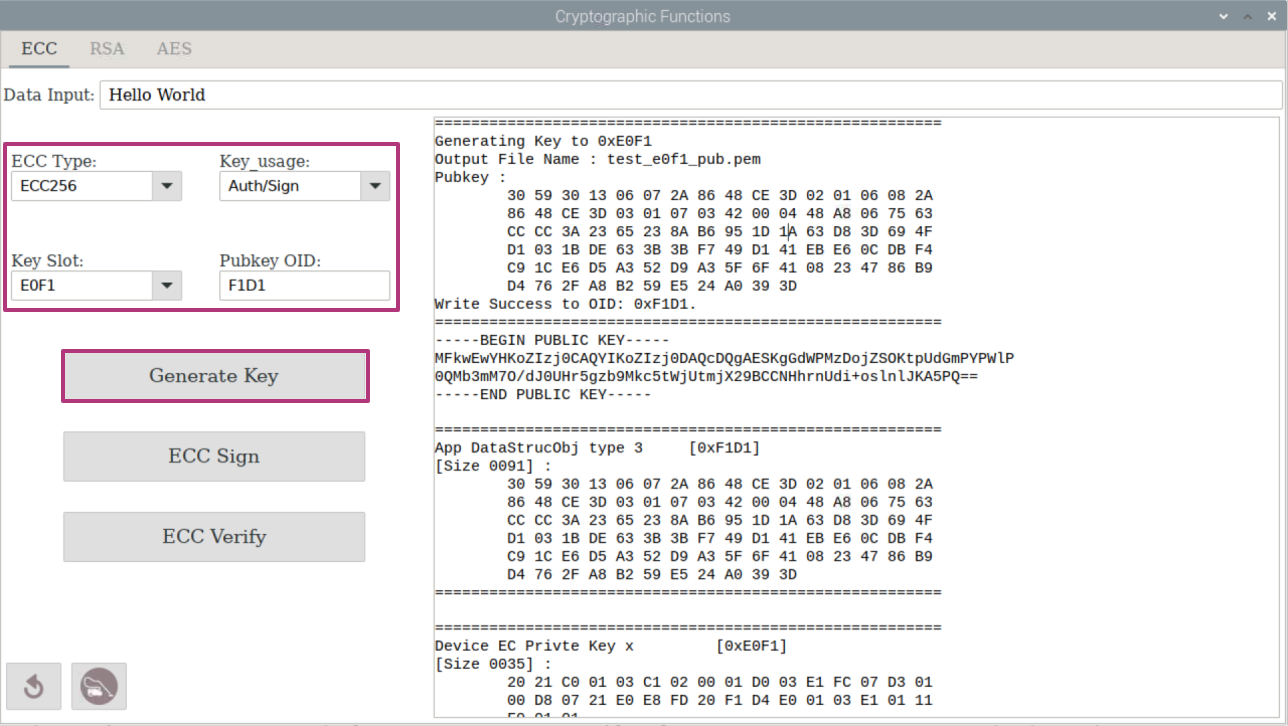 Cryptographic Functions
ECC RSA AES
Data Input: Hello World
ECC Type: Key_usage:
ECC256 Auth/Sign
Key Slot: Pubkey OID:
E0F1 F1D1
Generate Key
ECC Sign
ECC Verify
========================================================
Generating Key to 0xE0F1
Output File Name : test_e0f1_pub.pem
Pubkey :
30 59 30 13 06 07 2A 86 48 CE 3D 02 01 06 08 2A
86 48 CE 3D 03 01 07 03 42 00 04 48 A8 06 75 63
CC CC 3A 23 65 23 8A B6 95 1D 1A 63 D8 3D 69 4F
D1 03 1B DE 63 3B 3B F7 49 D1 41 EB E6 0C DB F4
C9 1C E6 D5 A3 52 D9 A3 5F 6F 41 08 23 47 86 B9
D4 76 2F A8 B2 59 E5 24 A0 39 3D
Write Success to OID: 0xF1D1.
========================================================
-----BEGIN PUBLIC KEY-----
MFkwEwYHKoZIzj0CAQYIKoZIzj0DAQcDQgAESKgGdWPMzDojZSOKtpUdGmPYPWlP
0QMb3mM7O/dJ0UHr5gzb9Mkc5tWjUtmjX29BCCNHhrnUdi+oslnlJKA5PQ==
-----END PUBLIC KEY-----
========================================================
App DataStrucObj type 3 [0xF1D1]
[Size 0091] :
30 59 30 13 06 07 2A 86 48 CE 3D 02 01 06 08 2A
86 48 CE 3D 03 01 07 03 42 00 04 48 A8 06 75 63
CC CC 3A 23 65 23 8A B6 95 1D 1A 63 D8 3D 69 4F
D1 03 1B DE 63 3B 3B F7 49 D1 41 EB E6 0C DB F4
C9 1C E6 D5 A3 52 D9 A3 5F 6F 41 08 23 47 86 B9
D4 76 2F A8 B2 59 E5 24 A0 39 3D
========================================================
========================================================
Device EC Privte Key x [0xE0F1]
[Size 0035] :
20 21 C0 01 03 C1 02 00 01 D0 03 E1 FC 07 D3 01
00 D8 07 21 E0 E8 FD 20 F1 D4 E0 01 03 E1 01 11